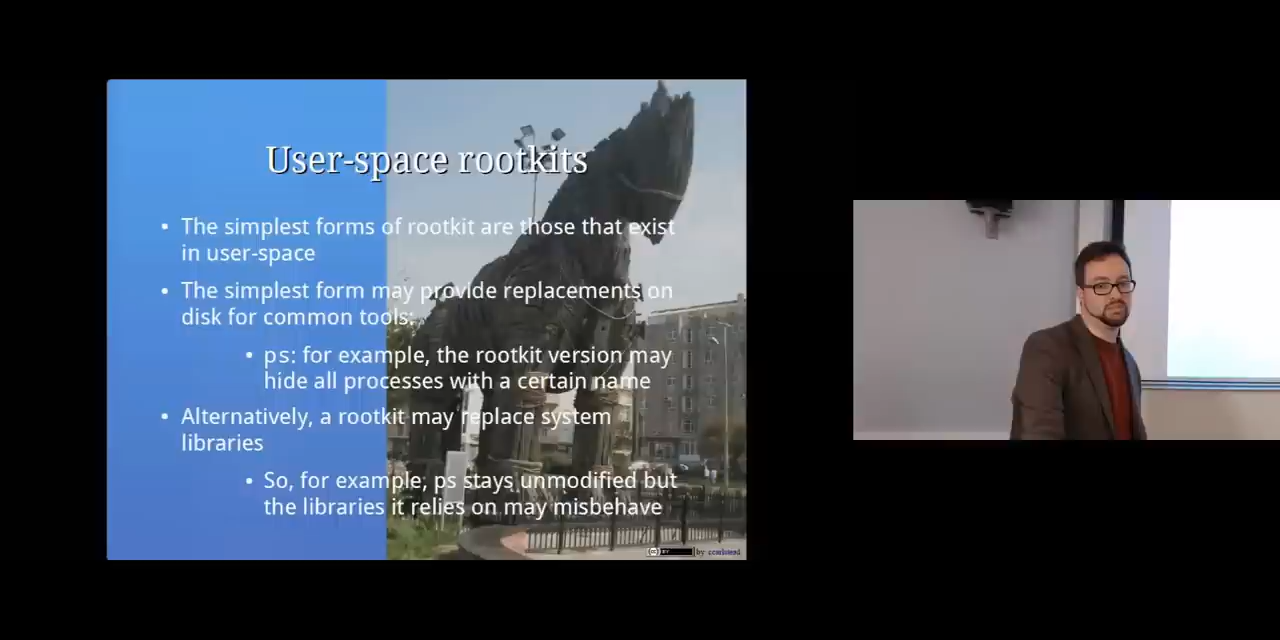 User-space rootkits
• The simplest forms of rootkit are those that exist
in user-space
• The simplest form may provide replacements on
disk for common tools:
• ps: for example, the rootkit version may
hide all processes with a certain name
• Alternatively, a rootkit may replace system
libraries
• So, for example, ps stays unmodified but
the libraries it relies on may misbehave
by